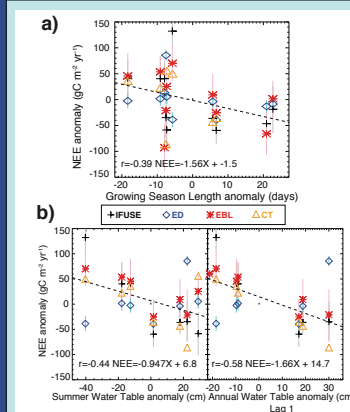 a)
NEE anomaly (gC m⁻² yr⁻¹)
150
100
50
0
-50
-100
-150
r=-0.39 NEE=-1.56X + -1.5
-20 -10 0 10 20
Growing Season Length anomaly (days)
b)
IFUSE ED EBL CT
NEE anomaly (gC m⁻² yr⁻¹)
150
100
50
0
-50
-100
-150
r=-0.44 NEE=-0.947X + 6.8
r=-0.58 NEE=-1.66X + 14.7
-40 -20 0 20
-20 -10 0 10 20 30
Summer Water Table anomaly (cm)
Annual Water Table anomaly (cm)
Lag 1